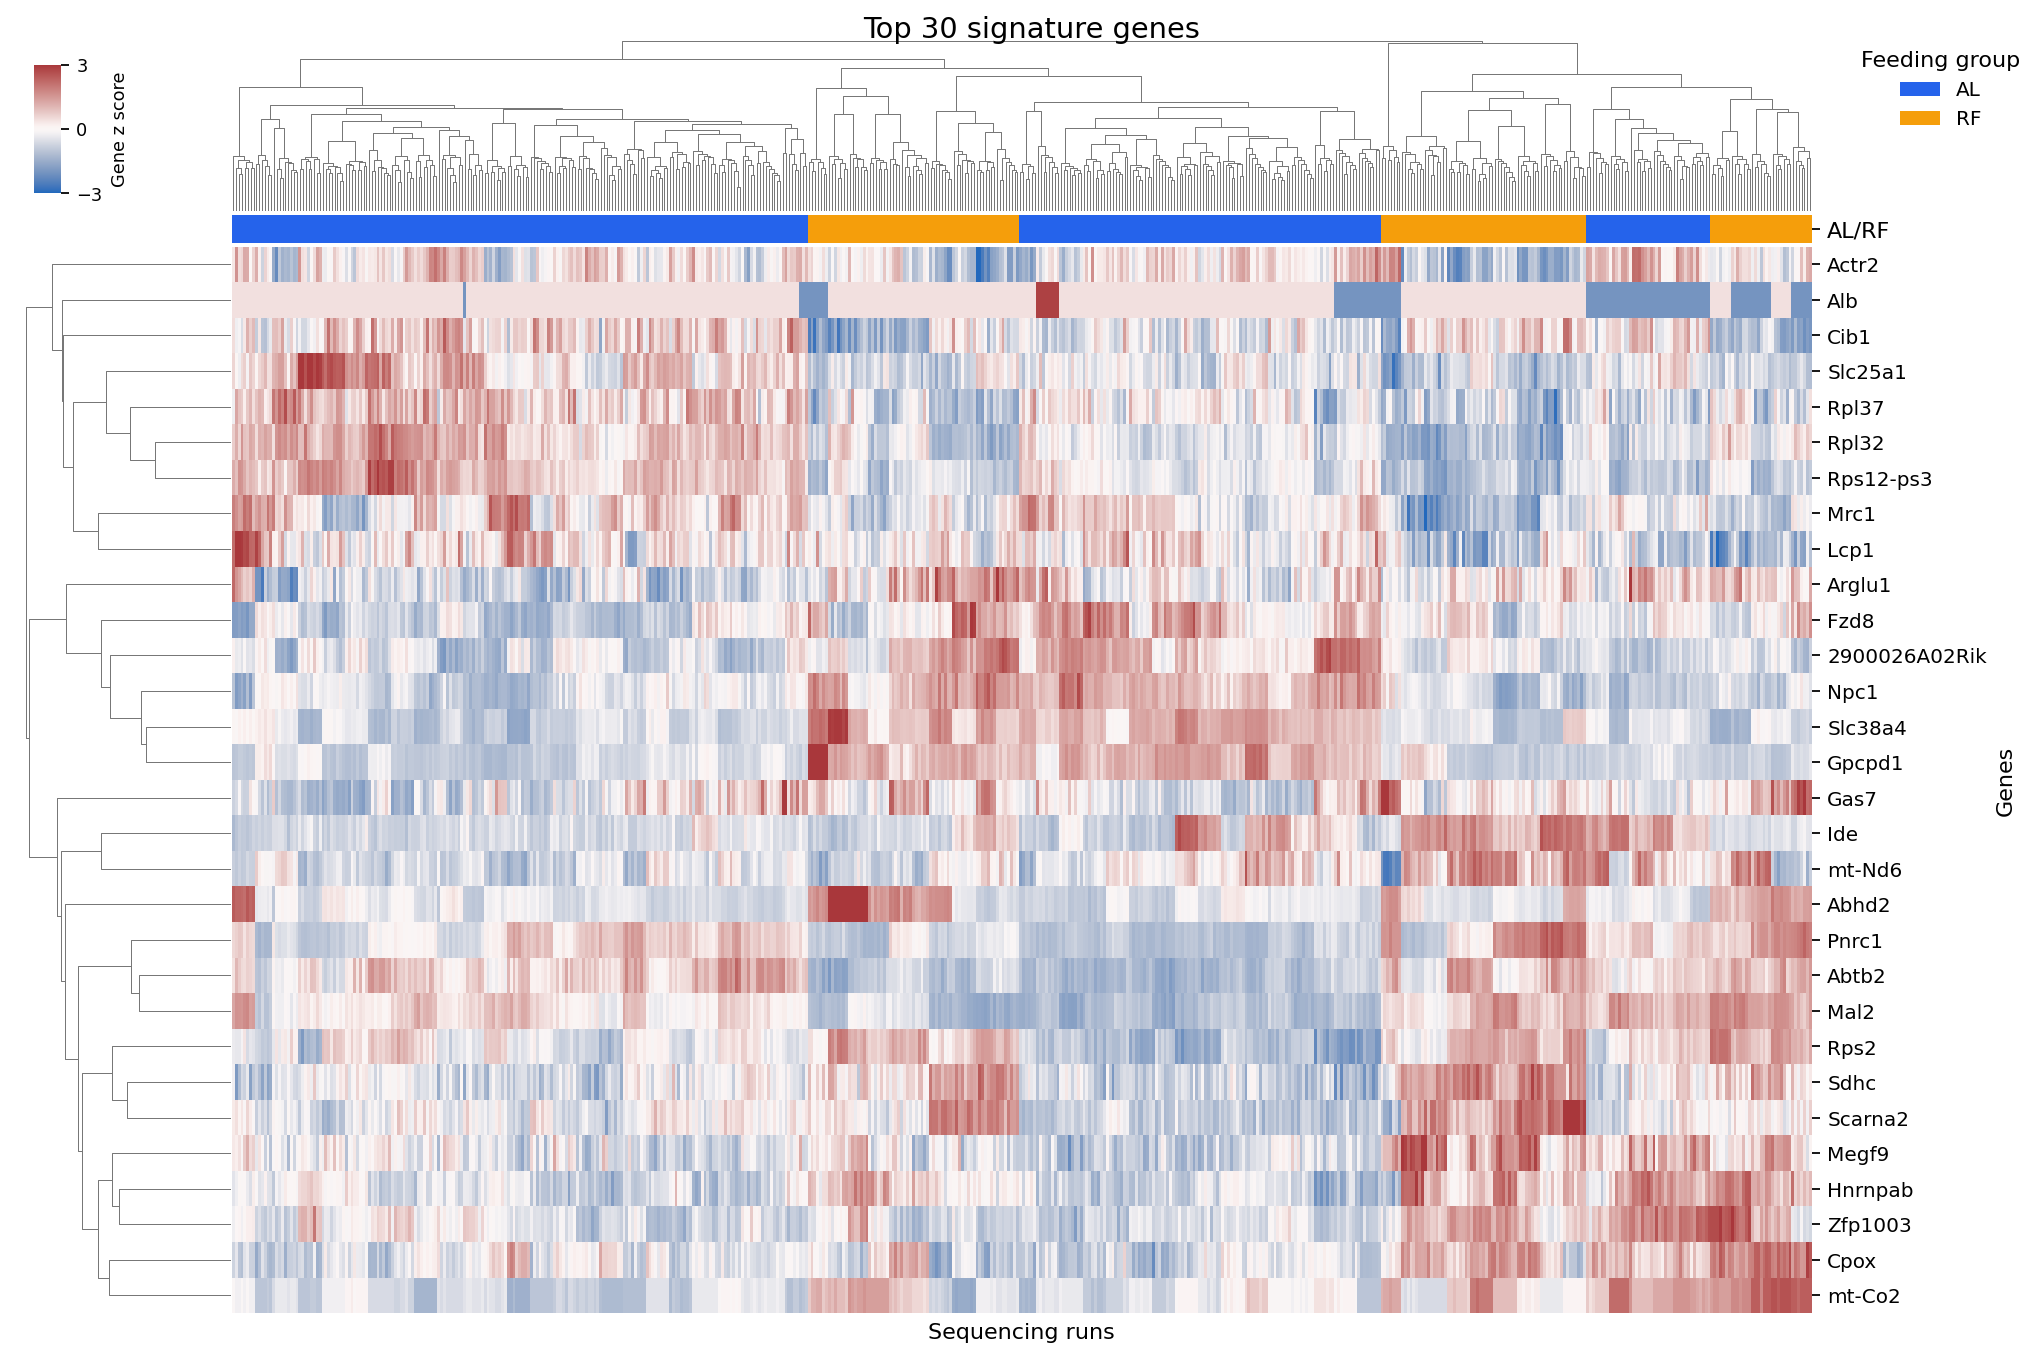 Top 30 signature genes
3
0
−3
Gene z score
Feeding group
AL
RF
AL/RF
Actr2
Alb
Cib1
Slc25a1
Rpl37
Rpl32
Rps12-ps3
Mrc1
Lcp1
Arglu1
Fzd8
2900026A02Rik
Npc1
Slc38a4
Gpcpd1
Gas7
Ide
mt-Nd6
Abhd2
Pnrc1
Abtb2
Mal2
Rps2
Sdhc
Scarna2
Megf9
Hnrnpab
Zfp1003
Cpox
mt-Co2
Genes
Sequencing runs